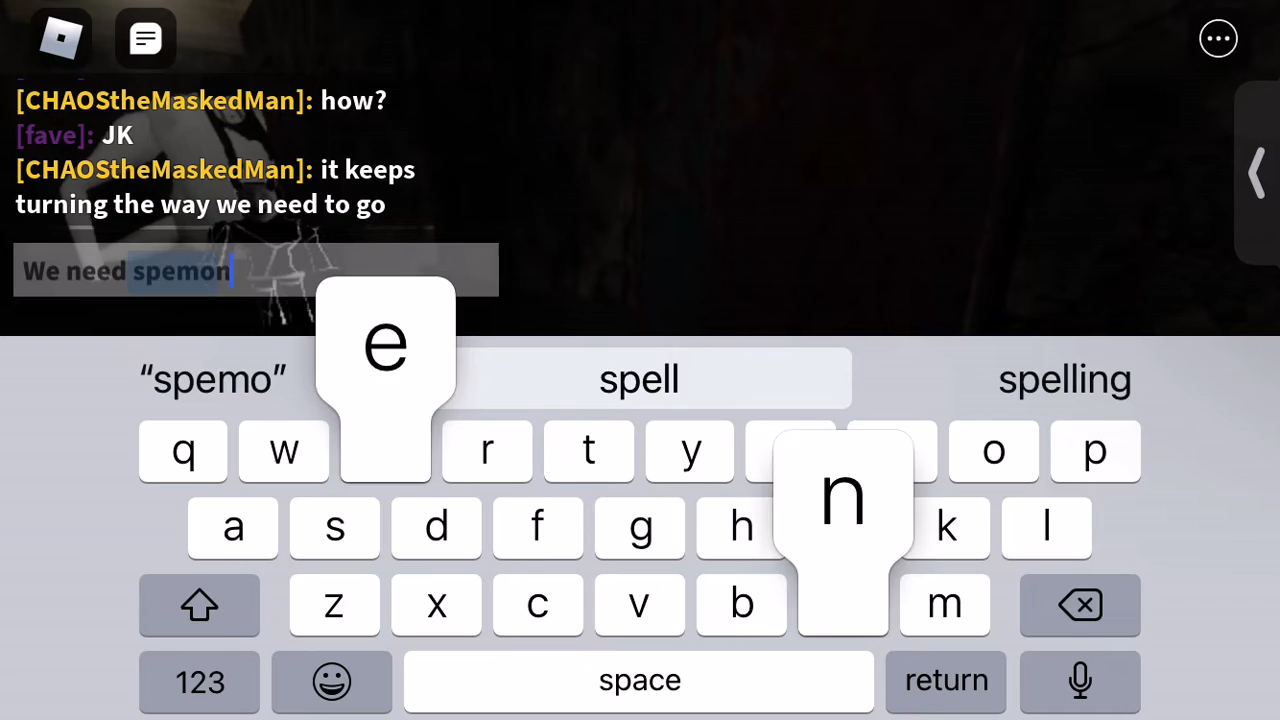 [CHAOStheMaskedMan]: how?
[fave]: JK
[CHAOStheMaskedMan]: it keeps
turning the way we need to go
We need spemon
e
“spemo” spell spelling
q w r t y o p
a s d f g h k l
n
z x c v b m
123 space return